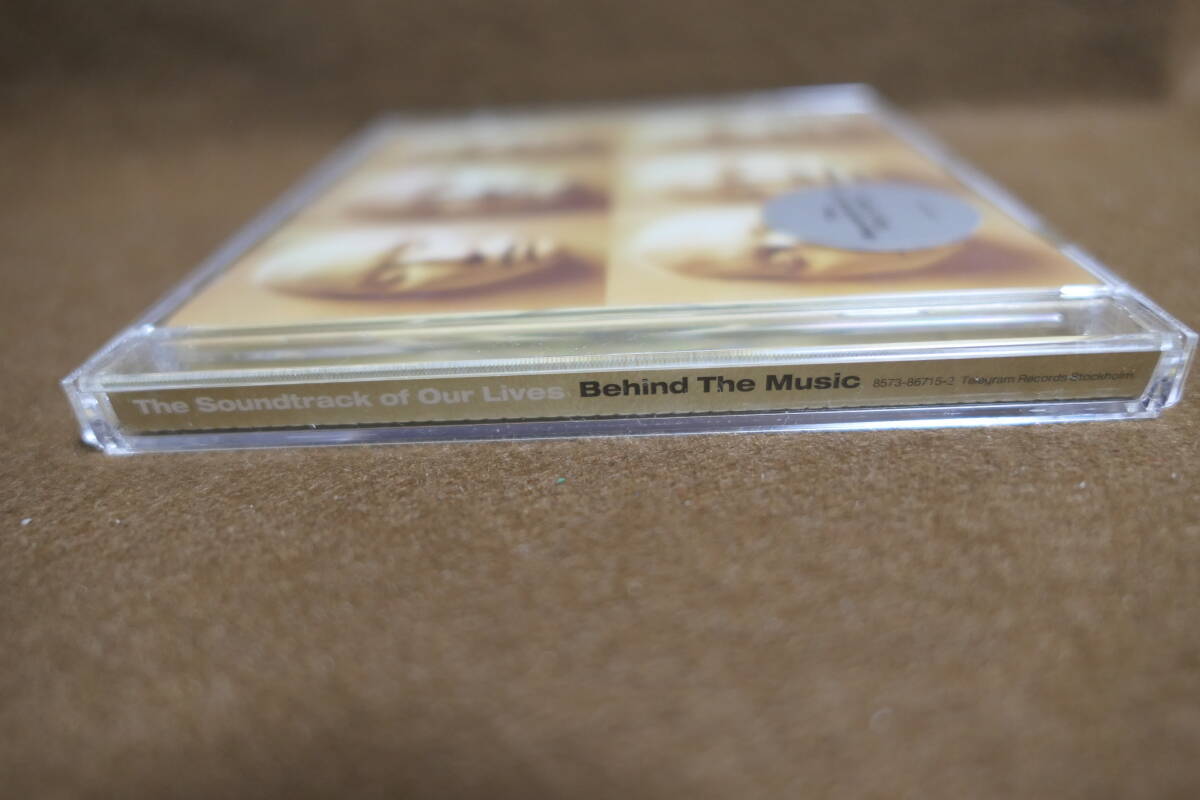 The Soundtrack of Our Lives Behind The Music 8573-86715-2 Telegram Records Stockholm